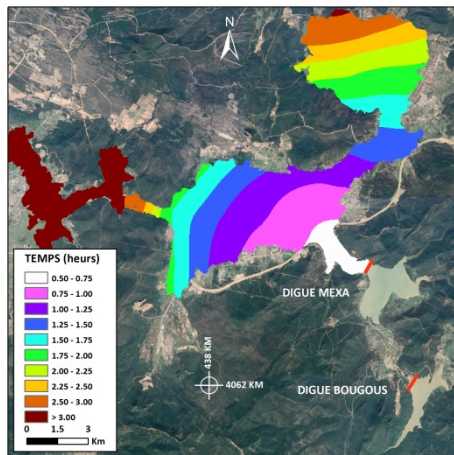 N
TEMPS (heurs)
0.50 - 0.75
0.75 - 1.00
1.00 - 1.25
1.25 - 1.50
1.50 - 1.75
1.75 - 2.00
2.00 - 2.25
2.25 - 2.50
2.50 - 3.00
> 3.00
0 1.5 3
Km
DIGUE MEXA
438 KM
4062 KM
DIGUE BOUGOUS